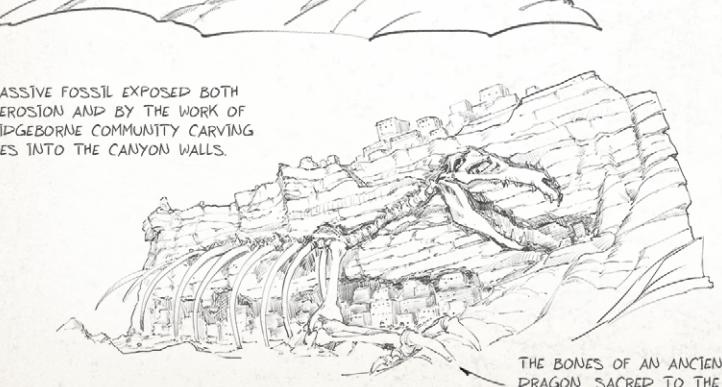 ASSIVE FOSSIL EXPOSED BOTH
EROSION AND BY THE WORK OF
IDGEBORNE COMMUNITY CARVING
ES INTO THE CANYON WALLS.
THE BONES OF AN ANCIEN
DRAGON, SACRED TO THE